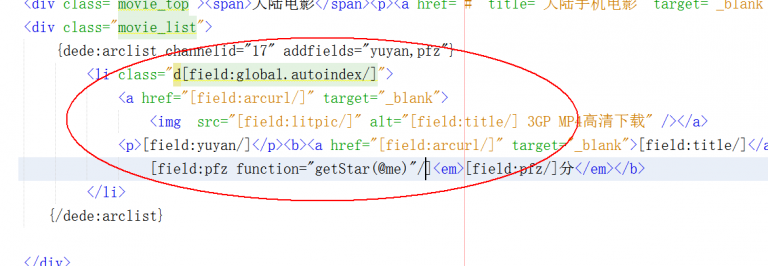 <div class="movie_top"><span>大陆电影</span><p><a href="#" title="大陆手机电影" target="_blank
<div class="movie_list">
{dede:arclist channelid="17" addfields="yuyan,pfz"}
<li class="d[field:global.autoindex/]">
<a href="[field:arcurl/]" target="_blank">
<img src="[field:litpic/]" alt="[field:title/] 3GP MP4高清下载" /></a>
<p>[field:yuyan/]</p><b><a href="[field:arcurl/]" target="_blank">[field:title/]</a
[field:pfz function="getStar(@me)"/]<em>[field:pfz/]分</em></b>
</li>
{/dede:arclist}
</div>